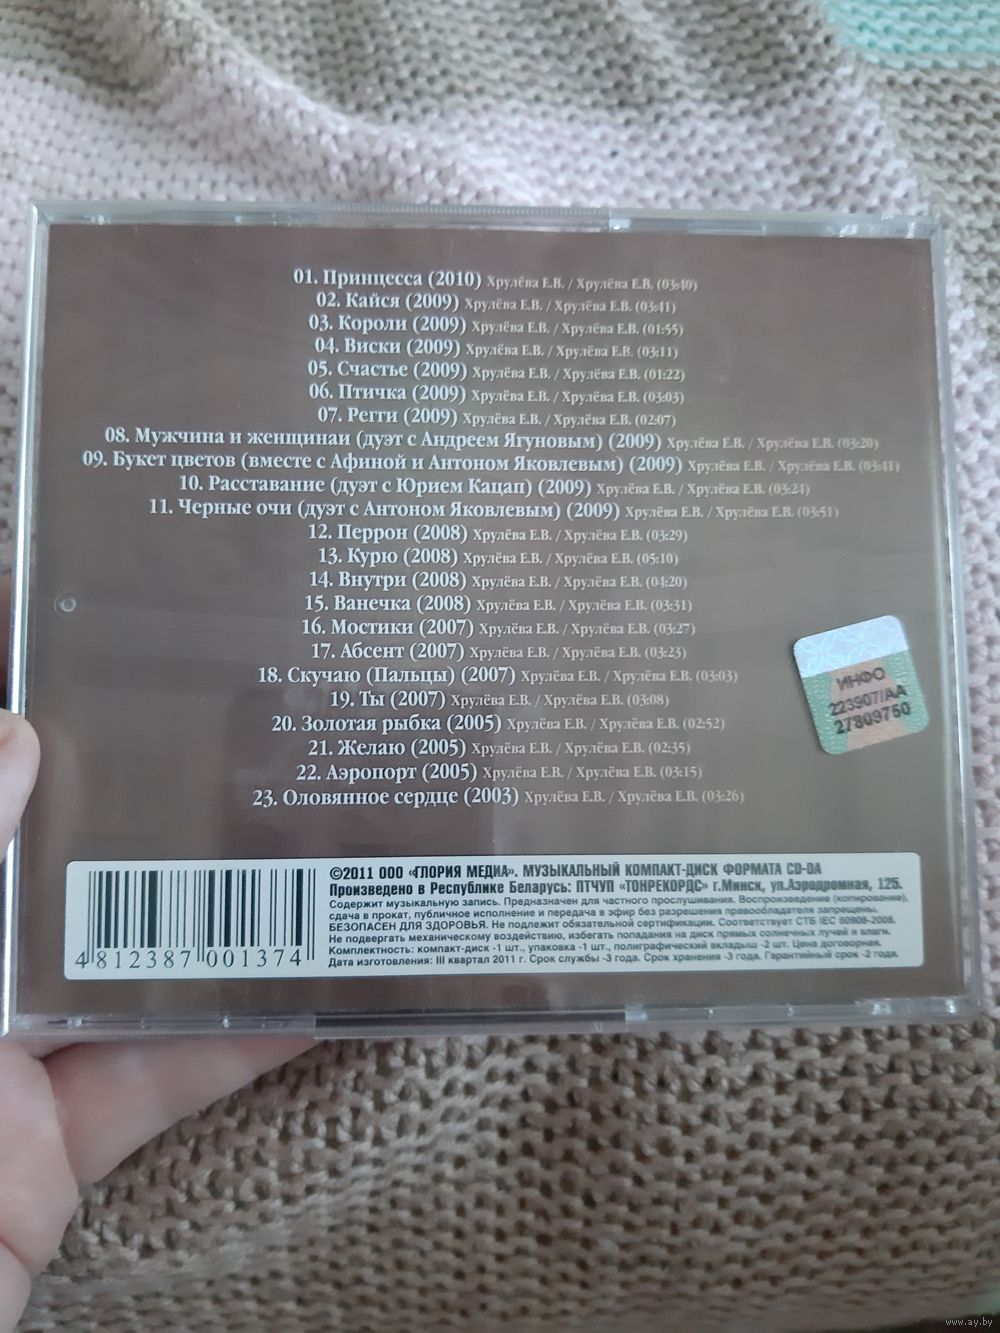 01. Принцесса (2010) Хрулёва Е.В. / Хрулёва Е.В. (03:40)
02. Кайся (2009) Хрулёва Е.В. / Хрулёва Е.В. (03:41)
03. Короли (2009) Хрулёва Е.В. / Хрулёва Е.В. (01:55)
04. Виски (2009) Хрулёва Е.В. / Хрулёва Е.В. (03:11)
05. Счастье (2009) Хрулёва Е.В. / Хрулёва Е.В. (01:22)
06. Птичка (2009) Хрулёва Е.В. / Хрулёва Е.В. (03:03)
07. Регги (2009) Хрулёва Е.В. / Хрулёва Е.В. (02:07)
08. Мужчина и женщинаи (дуэт с Андреем Ягуновым) (2009) Хрулёва Е.В. / Хрулёва Е.В. (03:20)
09. Букет цветов (вместе с Афиной и Антоном Яковлевым) (2009) Хрулёва Е.В. / Хрулёва Е.В. (03:41)
10. Расставание (дуэт с Юрием Кацап) (2009) Хрулёва Е.В. / Хрулёва Е.В. (03:24)
11. Черные очи (дуэт с Антоном Яковлевым) (2009) Хрулёва Е.В. / Хрулёва Е.В. (03:51)
12. Перрон (2008) Хрулёва Е.В. / Хрулёва Е.В. (03:29)
13. Курю (2008) Хрулёва Е.В. / Хрулёва Е.В. (05:10)
14. Внутри (2008) Хрулёва Е.В. / Хрулёва Е.В. (04:20)
15. Ванечка (2008) Хрулёва Е.В. / Хрулёва Е.В. (03:31)
16. Мостики (2007) Хрулёва Е.В. / Хрулёва Е.В. (03:27)
17. Абсент (2007) Хрулёва Е.В. / Хрулёва Е.В. (03:23)
18. Скучаю (Пальцы) (2007) Хрулёва Е.В. / Хрулёва Е.В. (03:03)
19. Ты (2007) Хрулёва Е.В. / Хрулёва Е.В. (03:08)
20. Золотая рыбка (2005) Хрулёва Е.В. / Хрулёва Е.В. (02:52)
21. Желаю (2005) Хрулёва Е.В. / Хрулёва Е.В. (02:35)
22. Аэропорт (2005) Хрулёва Е.В. / Хрулёва Е.В. (03:15)
23. Оловянное сердце (2003) Хрулёва Е.В. / Хрулёва Е.В. (03:26)
ИНФО
223907/АА
27809750
©2011 ООО «ГЛОРИЯ МЕДИА». МУЗЫКАЛЬНЫЙ КОМПАКТ-ДИСК ФОРМАТА CD-DA
Произведено в Республике Беларусь: ПТЧУП «ТОНРЕКОРДС» г.Минск, ул.Аэродромная, 125.
Содержит музыкальную запись. Предназначен для частного прослушивания. Воспроизведение (копирование),
сдача в прокат, публичное исполнение и передача в эфир без разрешения правообладателя запрещены.
БЕЗОПАСЕН ДЛЯ ЗДОРОВЬЯ. Не подлежит обязательной сертификации. Соответствует СТБ IEC 60908-2008.
Не подвергать механическому воздействию, избегать попадания на диск прямых солнечных лучей и влаги.
Комплектность: компакт-диск -1 шт., упаковка -1 шт., полиграфический вкладыш -2 шт. Цена договорная.
Дата изготовления: III квартал 2011 г. Срок службы -3 года. Срок хранения -3 года. Гарантийный срок -2 года.
4 812387 001374
www.ay.by